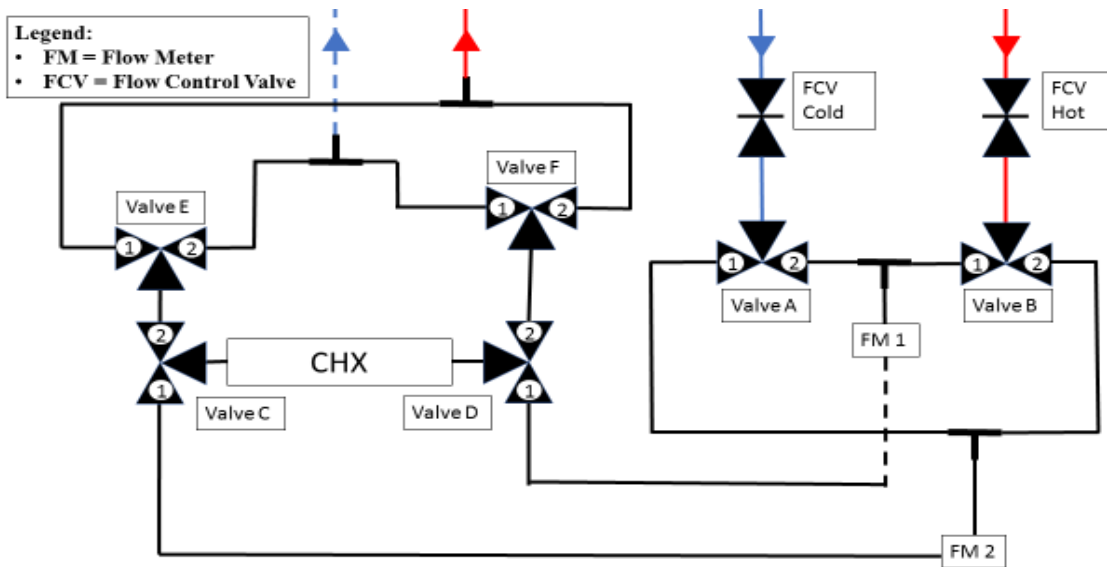 Legend:
• FM = Flow Meter
• FCV = Flow Control Valve
FCV
Cold
FCV
Hot
Valve F
1
2
Valve E
1
2
1
2
Valve A
1
2
Valve B
FM 1
2
1
Valve C
CHX
2
1
Valve D
FM 2